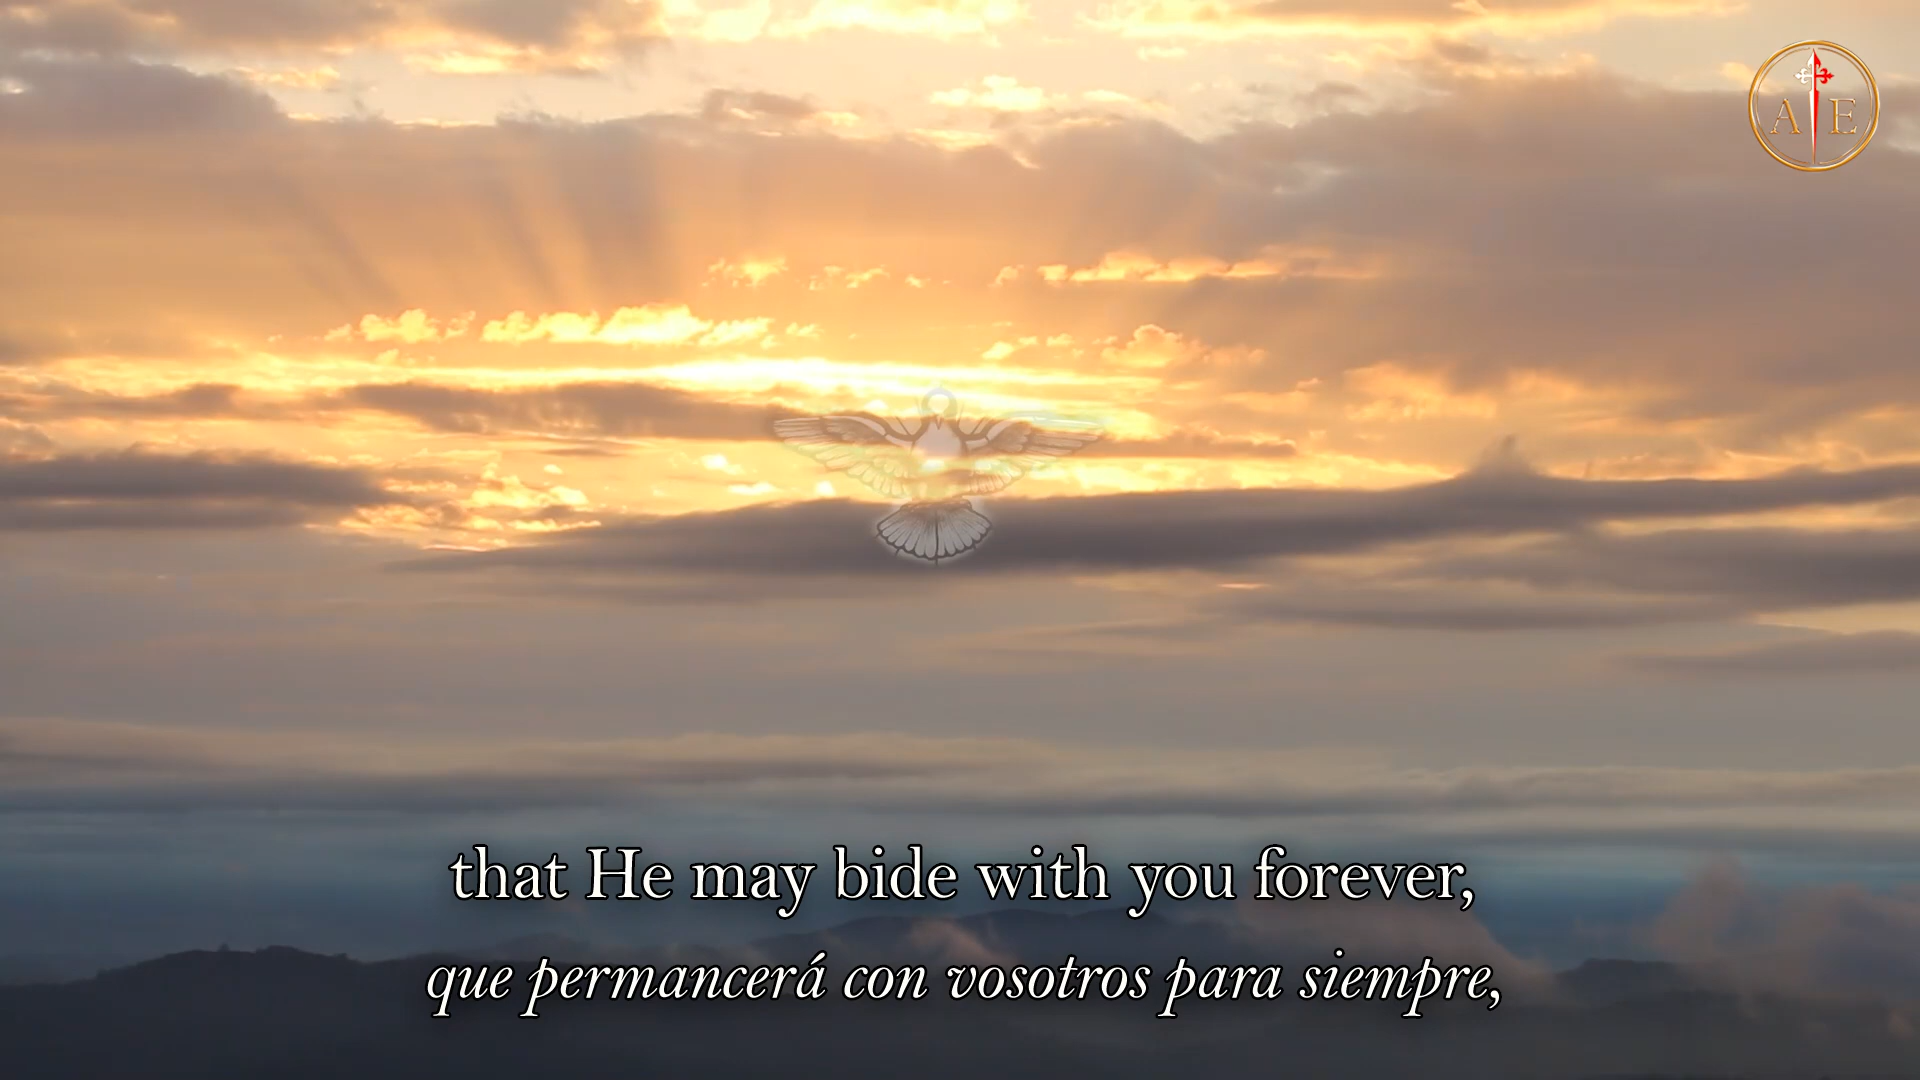 A E
that He may bide with you forever,
que permancerá con vosotros para siempre,